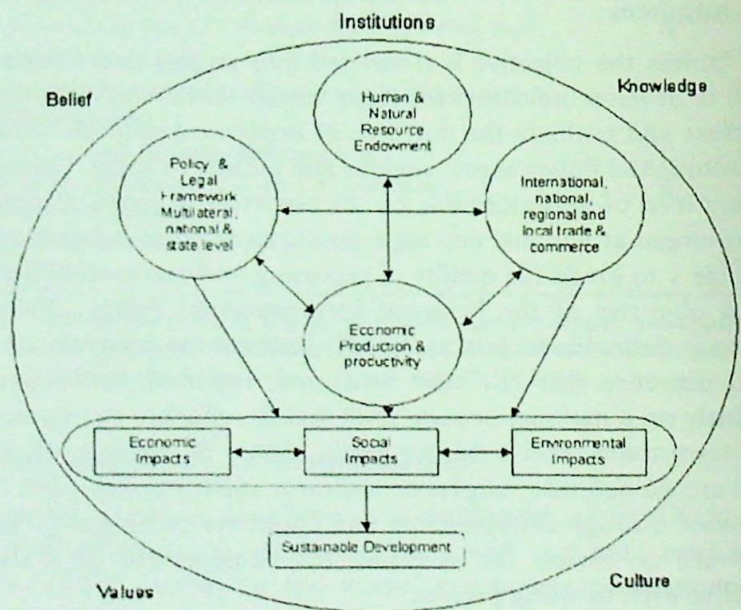 Institutions
Belief
Knowledge
Human &
Natural
Resource
Endowment
Policy &
Legal
Framework
Multilateral,
national &
state level
International,
national,
regional and
local trade &
commerce
Economic
Production &
productivity
Economic
Impacts
Social
Impacts
Environmental
Impacts
Sustainable Development
Values
Culture